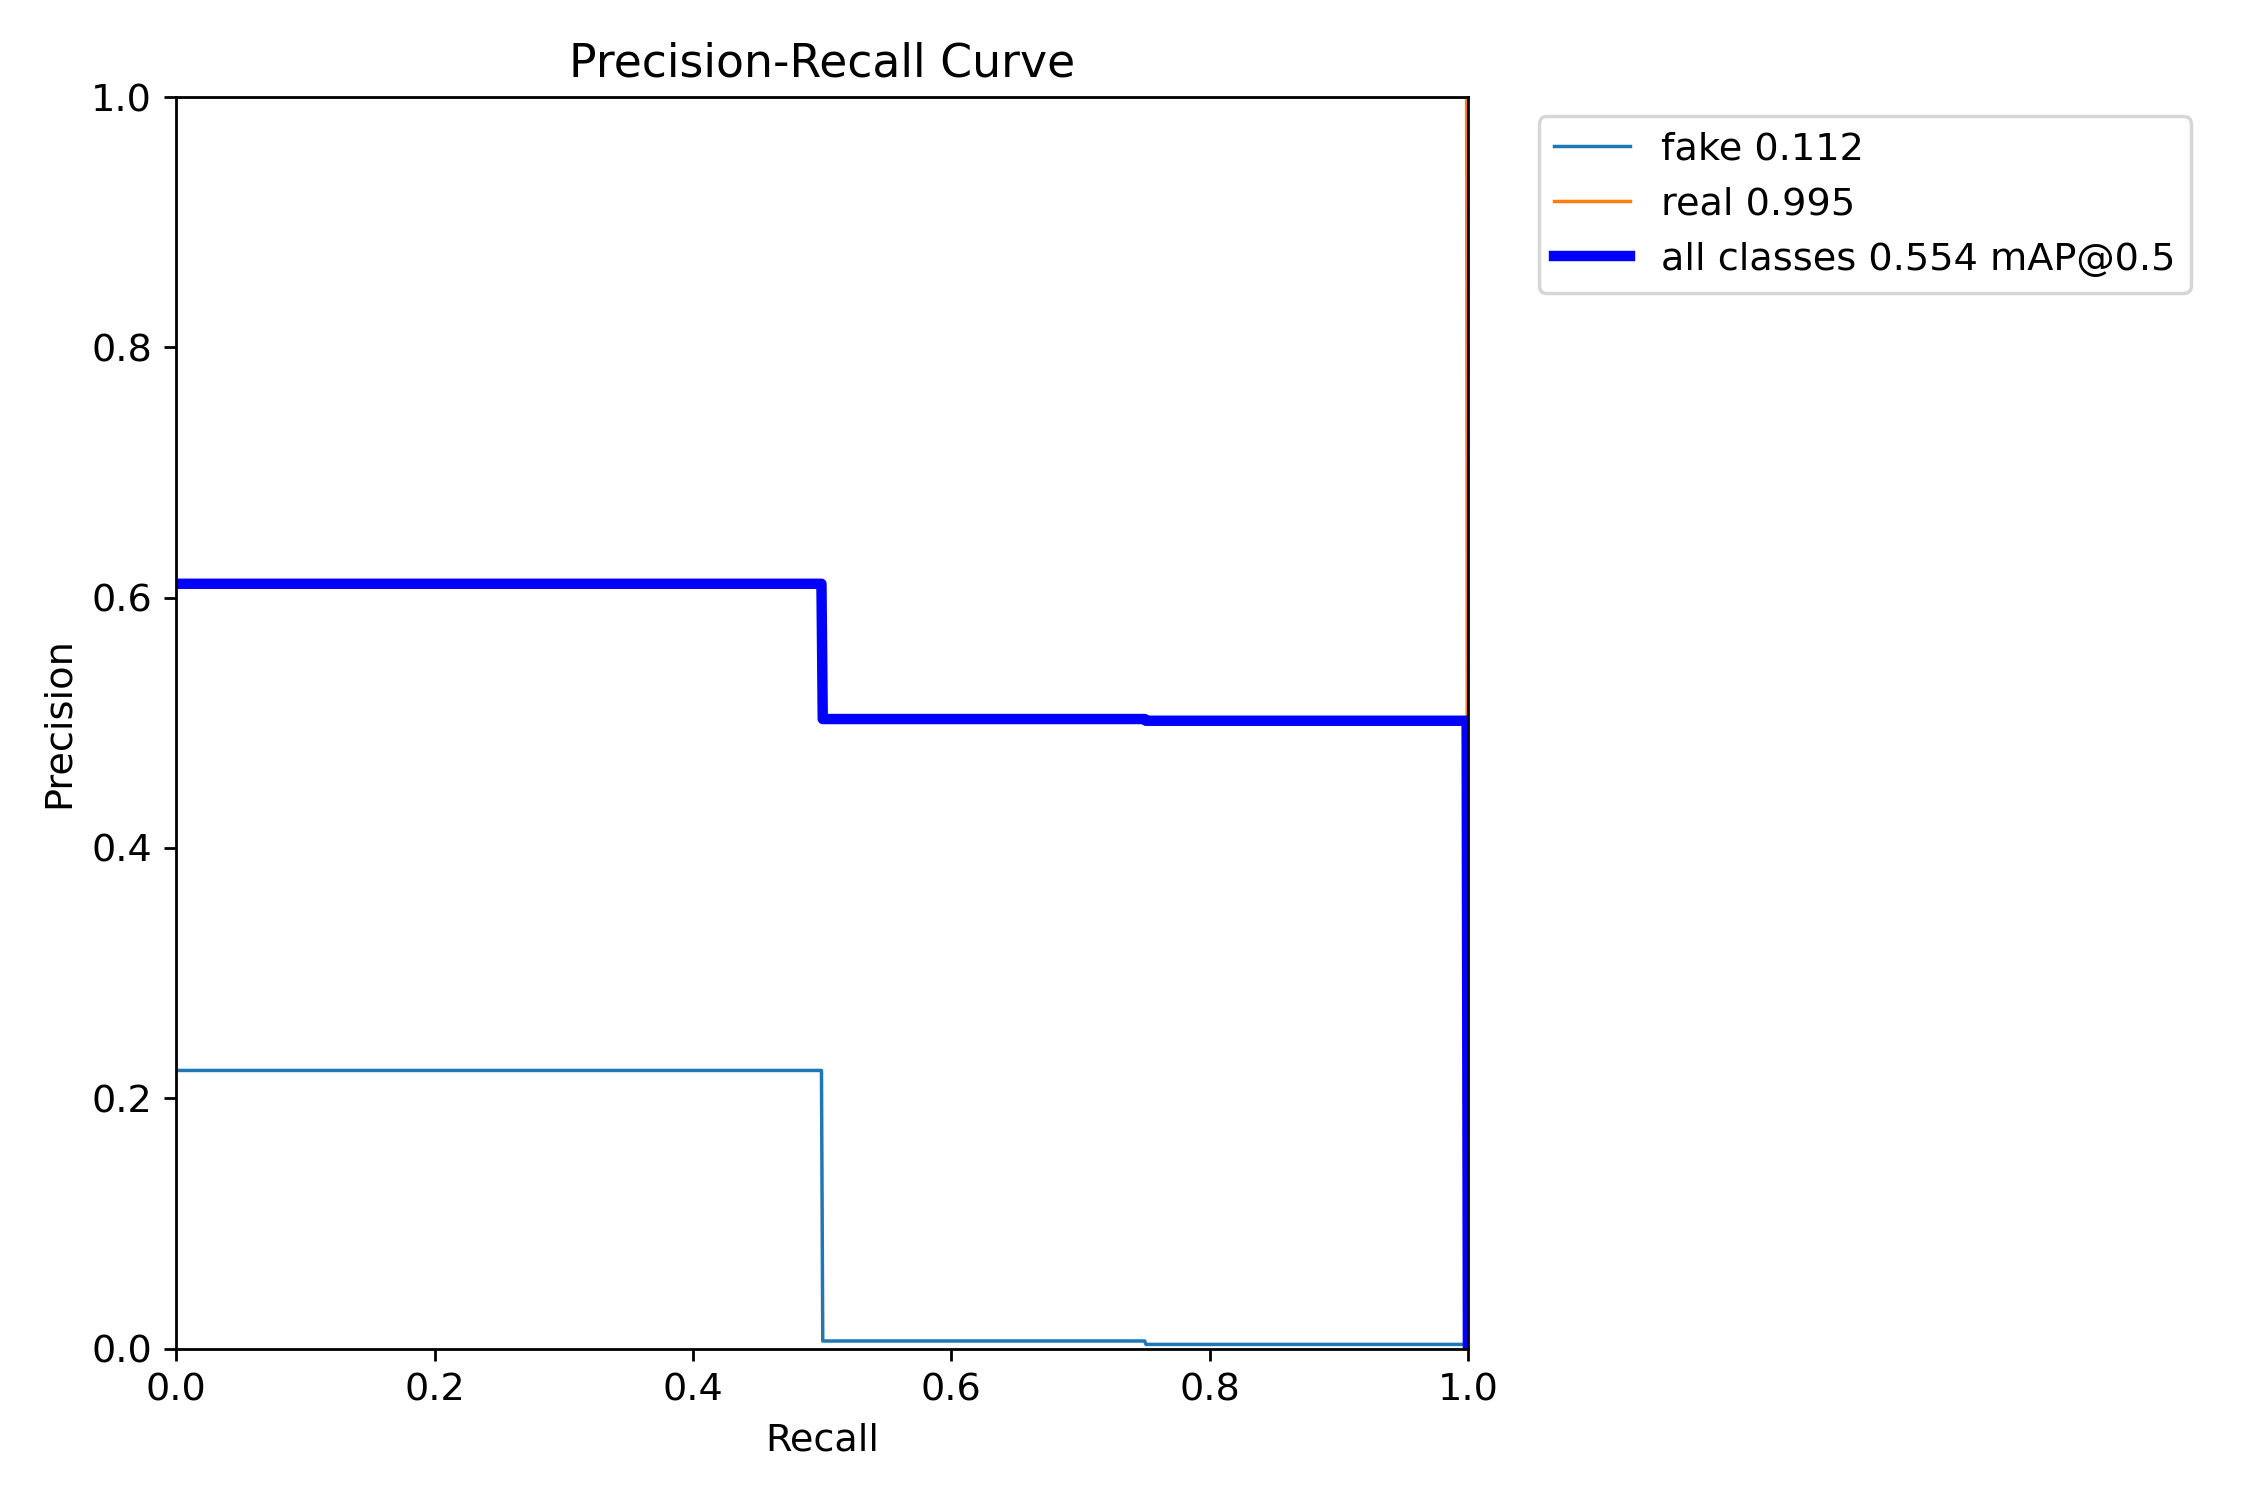 Precision-Recall Curve
1.0
0.8
0.6
0.4
0.2
0.0
Precision
0.0 0.2 0.4 0.6 0.8 1.0
Recall
fake 0.112
real 0.995
all classes 0.554 mAP@0.5